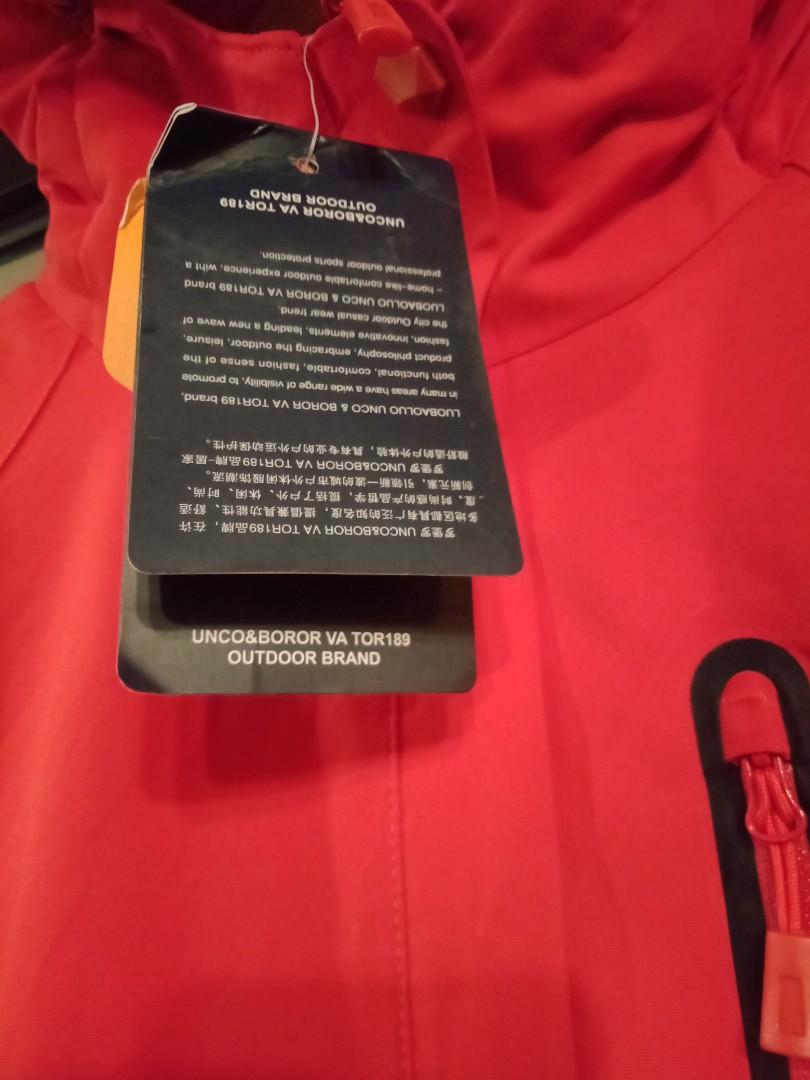 罗堡罗 UNCO&BOROR VA TOR189品牌，在许
多地区都具有广泛的知名度，提倡兼具功能性、舒适
度、时尚感的产品哲学，揽括了户外、休闲、时尚、
创新元素，引领新一波的城市户外休闲服饰潮流。
罗堡罗 UNCO&BOROR VA TOR189品牌-居家
般舒适的户外体验，具有专业的户外运动保护性。
LUOBAOLUO UNCO & BOROR VA TOR189 brand,
in many areas have a wide range of visibility, to promote
both functional, comfortable, fashion sense of the
product philosophy, embracing the outdoor, leisure,
fashion, innovative elements, leading a new wave of
the city Outdoor casual wear trend.
LUOBAOLUO UNCO & BOROR VA TOR189 brand
– home-like comfortable outdoor experience, wiht a
professional outdoor sports protection.
UNCO&BOROR VA TOR189
OUTDOOR BRAND
UNCO&BOROR VA TOR189
OUTDOOR BRAND